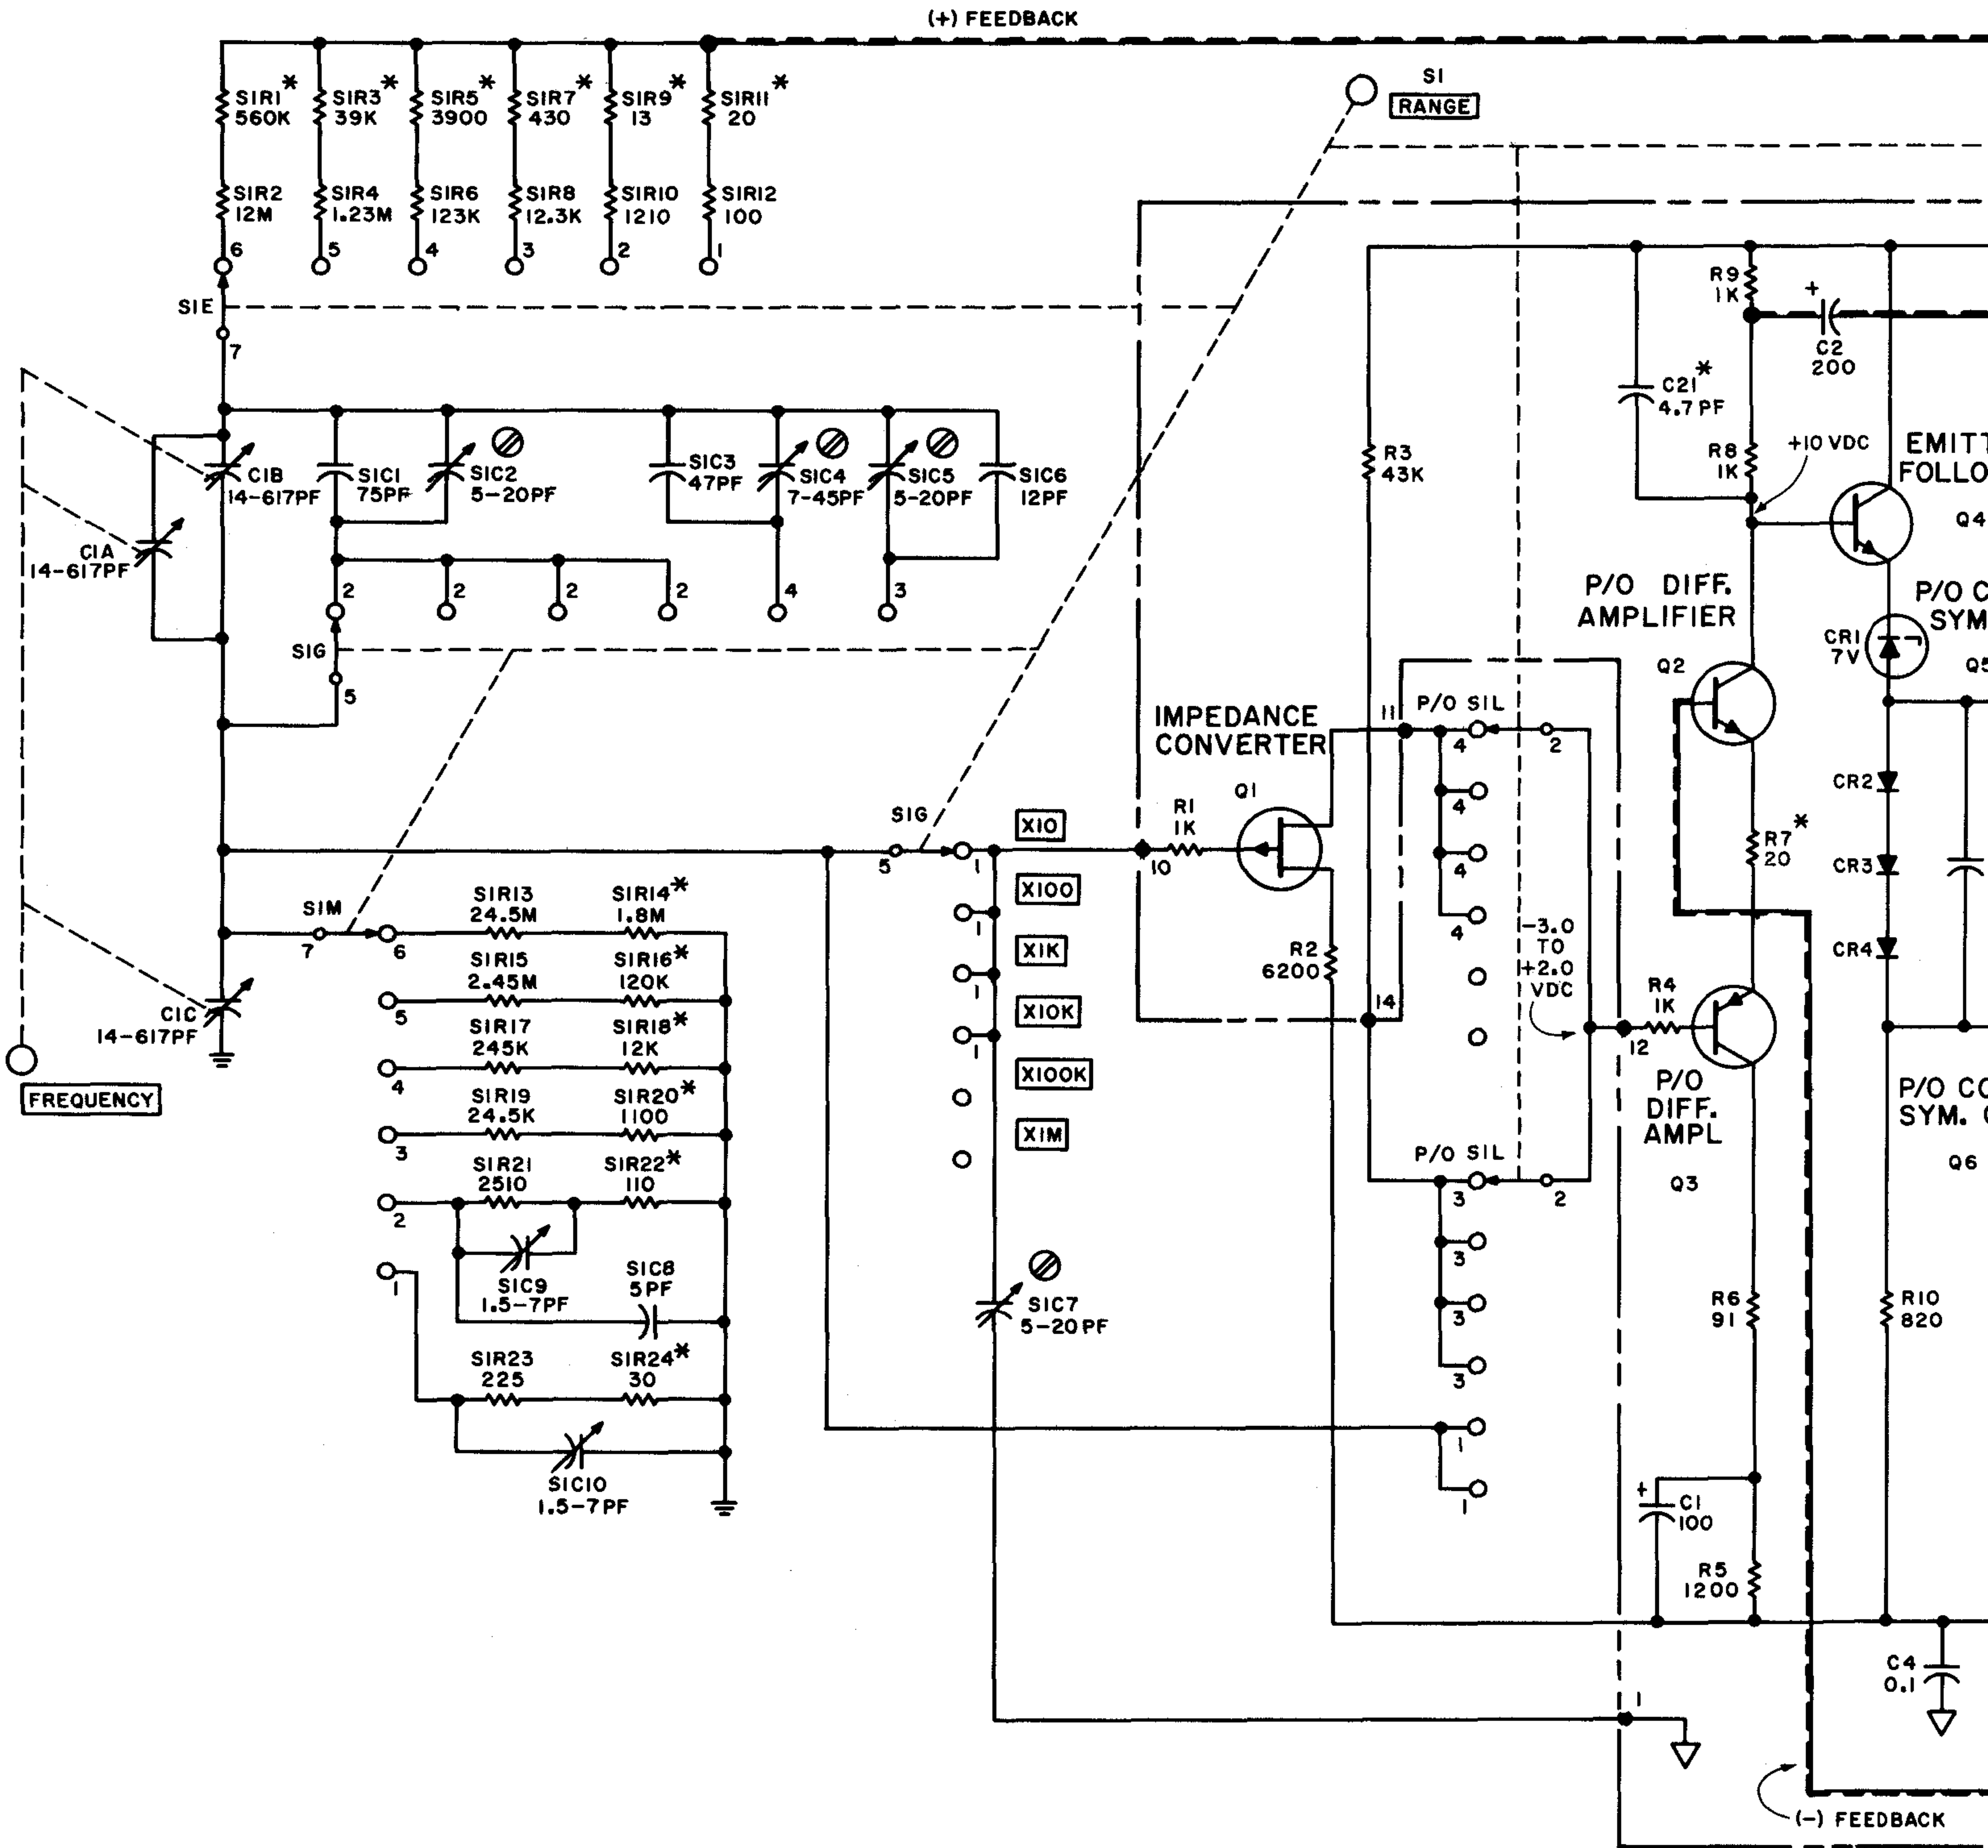 (+) FEEDBACK
S1
RANGE
S1R1*
560K
S1R3*
39K
S1R5*
3900
S1R7*
430
S1R9*
13
S1R11*
20
S1R2
12M
S1R4
1.23M
S1R6
123K
S1R8
12.3K
S1R10
1210
S1R12
100
6
5
4
3
2
1
S1E
7
R9
1K
+
C2
200
C21*
4.7 PF
R8
1K
+10 VDC
EMITT
FOLLO
Q4
C1B
14-617PF
S1C1
75PF
S1C2
5-20PF
S1C3
47PF
S1C4
7-45PF
S1C5
5-20PF
S1C6
12PF
R3
43K
C1A
14-617PF
2
2
2
2
4
3
S1G
5
P/O DIFF.
AMPLIFIER
P/O C
SYM
CR1
7V
Q2
Q5
IMPEDANCE
CONVERTER
11
P/O S1L
4
2
4
4
4
CR2
S1G
5
1
X10
R1
1K
10
Q1
R7*
20
CR3
X100
1
X1K
1
X10K
1
X100K
X1M
S1M
7
6
S1R13
24.5M
S1R14*
1.8M
S1R15
2.45M
S1R16*
120K
5
S1R17
245K
S1R18*
12K
4
S1R19
24.5K
S1R20*
1100
3
S1R21
2510
S1R22*
110
2
S1C9
1.5-7PF
S1C8
5PF
1
S1R23
225
S1R24*
30
S1C10
1.5-7PF
C1C
14-617PF
FREQUENCY
R2
6200
-3.0
TO
+2.0
VDC
CR4
14
R4
1K
12
P/O
DIFF.
AMPL
Q3
P/O CO
SYM. C
Q6
P/O S1L
3
2
3
3
3
1
1
S1C7
5-20PF
R6
91
R10
820
+
C1
100
R5
1200
C4
0.1
1
(-) FEEDBACK